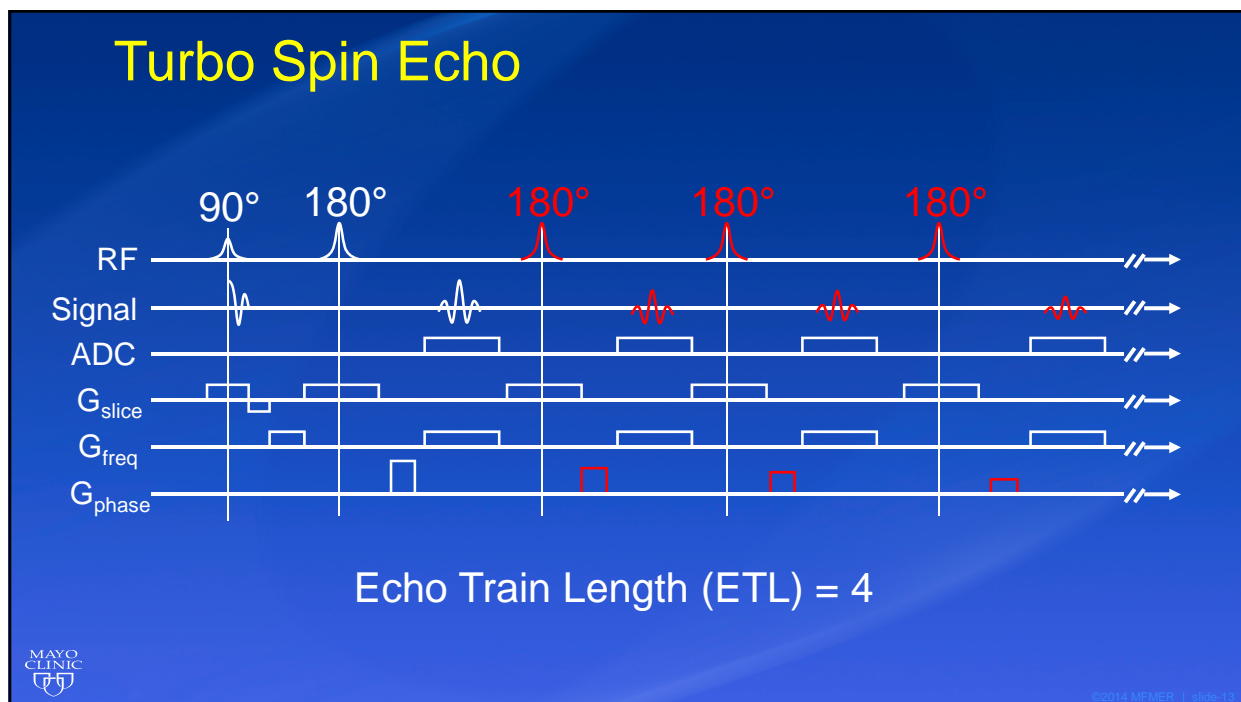 Turbo Spin Echo
90° 180° 180° 180° 180°
RF
Signal
ADC
Gslice
Gfreq
Gphase
Echo Train Length (ETL) = 4
MAYO
CLINIC
©2014 MFMER | slide-13